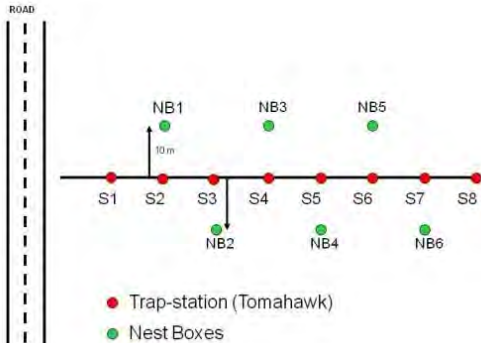 ROAD
NB1 NB3 NB5
10 m
S1 S2 S3 S4 S5 S6 S7 S8
NB2 NB4 NB6
Trap-station (Tomahawk)
Nest Boxes